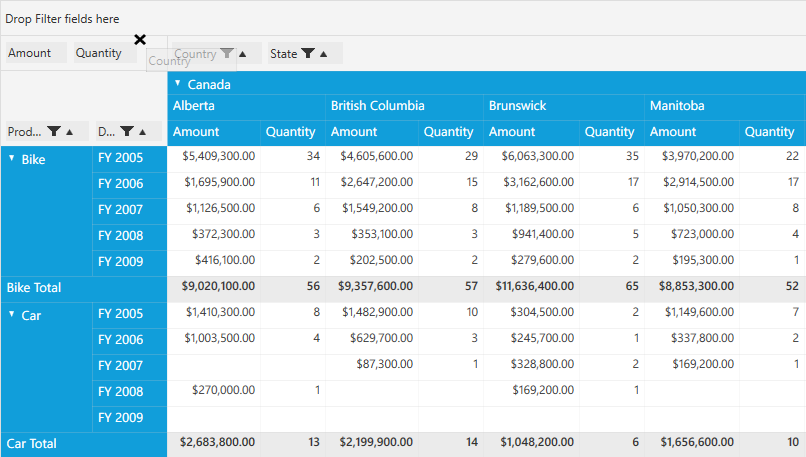 Drop Filter fields here
Amount Quantity Country Country State
Canada
Alberta British Columbia Brunswick Manitoba
Prod... D... Amount Quantity Amount Quantity Amount Quantity Amount Quantity
Bike FY 2005 $5,409,300.00 34 $4,605,600.00 29 $6,063,300.00 35 $3,970,200.00 22
FY 2006 $1,695,900.00 11 $2,647,200.00 15 $3,162,600.00 17 $2,914,500.00 17
FY 2007 $1,126,500.00 6 $1,549,200.00 8 $1,189,500.00 6 $1,050,300.00 8
FY 2008 $372,300.00 3 $353,100.00 3 $941,400.00 5 $723,000.00 4
FY 2009 $416,100.00 2 $202,500.00 2 $279,600.00 2 $195,300.00 1
Bike Total $9,020,100.00 56 $9,357,600.00 57 $11,636,400.00 65 $8,853,300.00 52
Car FY 2005 $1,410,300.00 8 $1,482,900.00 10 $304,500.00 2 $1,149,600.00 7
FY 2006 $1,003,500.00 4 $629,700.00 3 $245,700.00 1 $337,800.00 2
FY 2007 $87,300.00 1 $328,800.00 2 $169,200.00 1
FY 2008 $270,000.00 1 $169,200.00 1
FY 2009
Car Total $2,683,800.00 13 $2,199,900.00 14 $1,048,200.00 6 $1,656,600.00 10